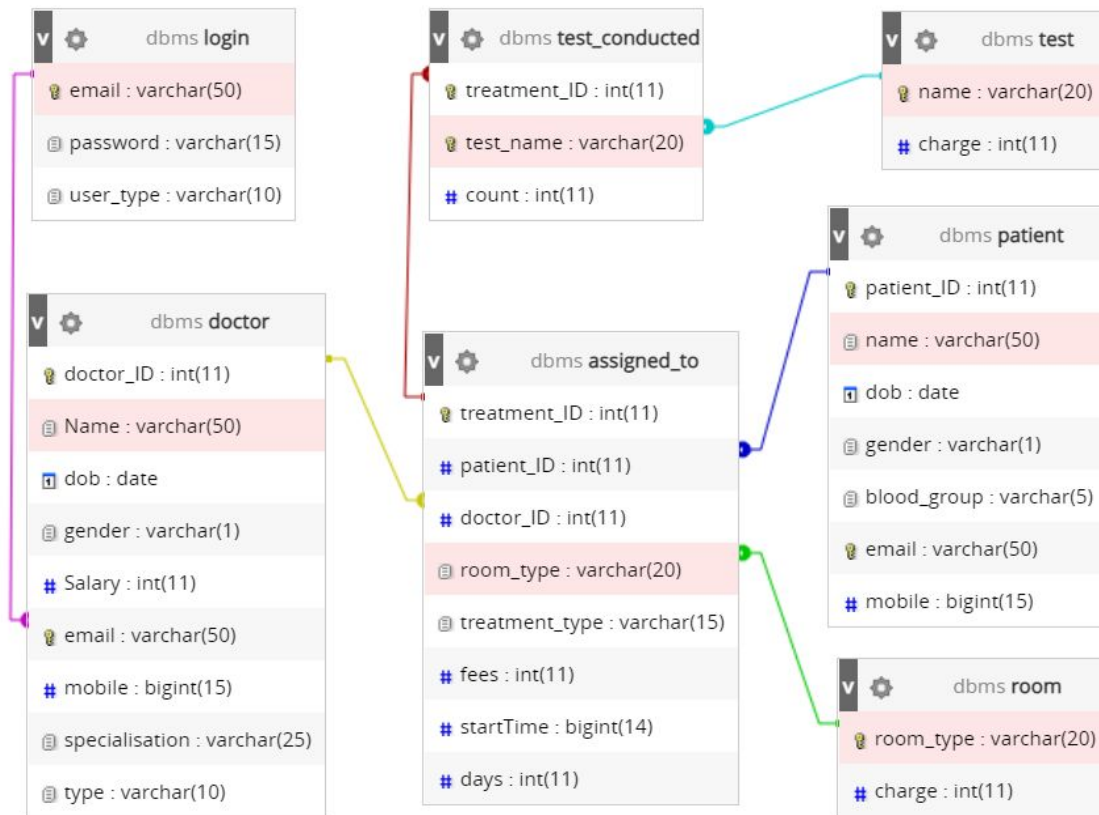 v dbms login
email : varchar(50)
password : varchar(15)
user_type : varchar(10)
v dbms test_conducted
treatment_ID : int(11)
test_name : varchar(20)
# count : int(11)
v dbms test
name : varchar(20)
# charge : int(11)
v dbms doctor
doctor_ID : int(11)
Name : varchar(50)
dob : date
gender : varchar(1)
# Salary : int(11)
email : varchar(50)
# mobile : bigint(15)
specialisation : varchar(25)
type : varchar(10)
v dbms assigned_to
treatment_ID : int(11)
# patient_ID : int(11)
# doctor_ID : int(11)
room_type : varchar(20)
treatment_type : varchar(15)
# fees : int(11)
# startTime : bigint(14)
# days : int(11)
v dbms patient
patient_ID : int(11)
name : varchar(50)
dob : date
gender : varchar(1)
blood_group : varchar(5)
email : varchar(50)
# mobile : bigint(15)
v dbms room
room_type : varchar(20)
# charge : int(11)